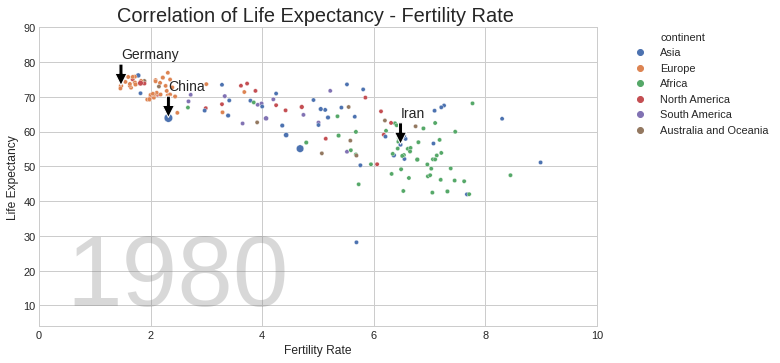 Correlation of Life Expectancy - Fertility Rate
90
80
70
60
50
40
30
20
10
0
Life Expectancy
Germany
China
Iran
1980
0 2 4 6 8 10
Fertility Rate
continent
Asia
Europe
Africa
North America
South America
Australia and Oceania